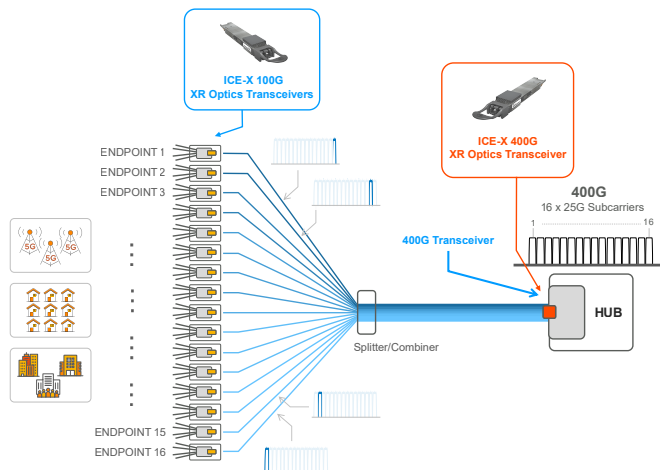 ICE-X 100G
XR Optics Transceivers
ICE-X 400G
XR Optics Transceiver
ENDPOINT 1
ENDPOINT 2
ENDPOINT 3
400G
16 x 25G Subcarriers
1
16
5G
5G
5G
400G Transceiver
HUB
Splitter/Combiner
ENDPOINT 15
ENDPOINT 16